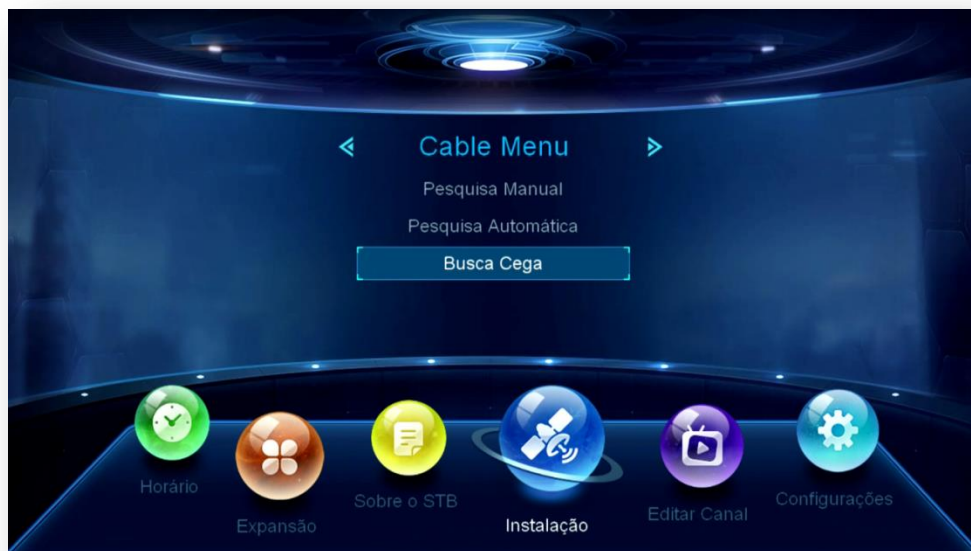 Cable Menu
Pesquisa Manual
Pesquisa Automática
Busca Cega
Horário
Expansão
Sobre o STB
Instalação
Editar Canal
Configurações